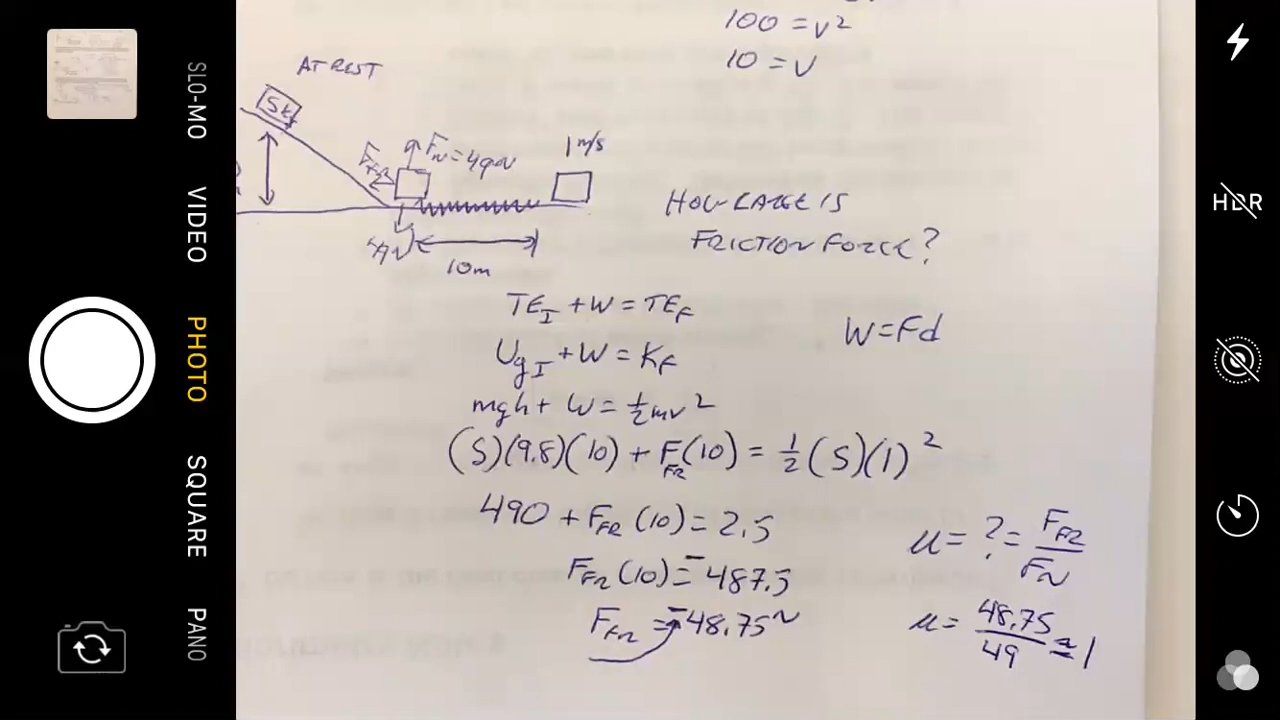 100 = v²
10 = v
AT REST
5kg
F_FR
F_N = 49N
1 m/s
49N
10m
HOW LARGE IS
FRICTION FORCE?
TE_I + W = TE_F
W = Fd
U_gI + W = K_F
mgh + W = ½mv²
(5)(9.8)(10) + F_FR(10) = ½(5)(1)²
490 + F_FR(10) = 2.5
F_FR(10) = -487.5
F_FR = -48.75N
μ = ? = F_FR / F_N
μ = 48.75 / 49 ≈ 1
SLO-MO
VIDEO
PHOTO
SQUARE
PANO
HDR